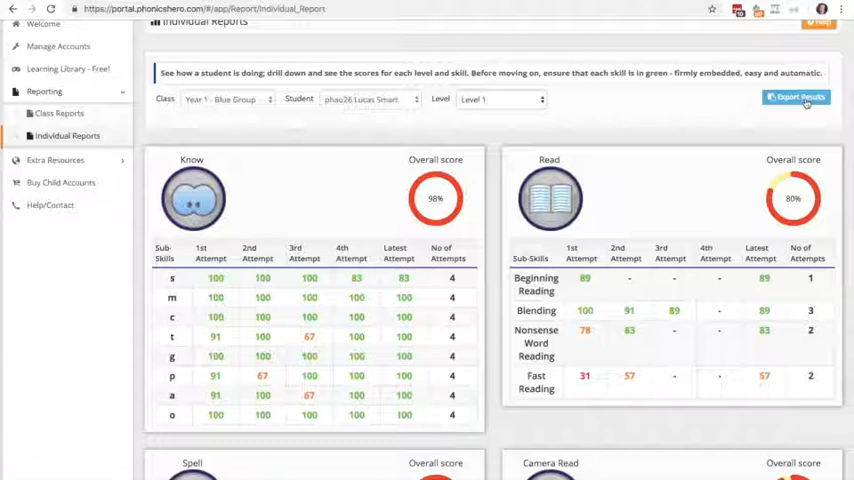 https://portal.phonicshero.org/#/app/Report/Individual_Report
Welcome
Individual Reports
Help
Manage Accounts
Learning Library - Free!
Reporting
Class Reports
Individual Reports
Extra Resources
Buy Child Accounts
Help/Contact
See how a student is doing; drill down and see the scores for each level and skill. Before moving on, ensure that each skill is in green - firmly embedded, easy and automatic.
Class Year 1 - Blue Group Student phau26 Lucas Smart Level Level 1 Export Results
Know Overall score
98%
Sub-Skills 1st Attempt 2nd Attempt 3rd Attempt 4th Attempt Latest Attempt No of Attempts
s 100 100 100 83 83 4
m 100 100 100 100 100 4
c 100 100 100 100 100 4
t 91 100 67 100 100 4
g 100 100 100 100 100 4
p 91 67 100 100 100 4
a 91 100 67 100 100 4
o 100 100 100 100 100 4
Read Overall score
80%
Sub-Skills 1st Attempt 2nd Attempt 3rd Attempt 4th Attempt Latest Attempt No of Attempts
Beginning Reading 89 - - - 89 1
Blending 100 91 89 - 89 3
Nonsense Word Reading 78 83 - - 83 2
Fast Reading 31 57 - - 57 2
Spell Overall score
Camera Read Overall score